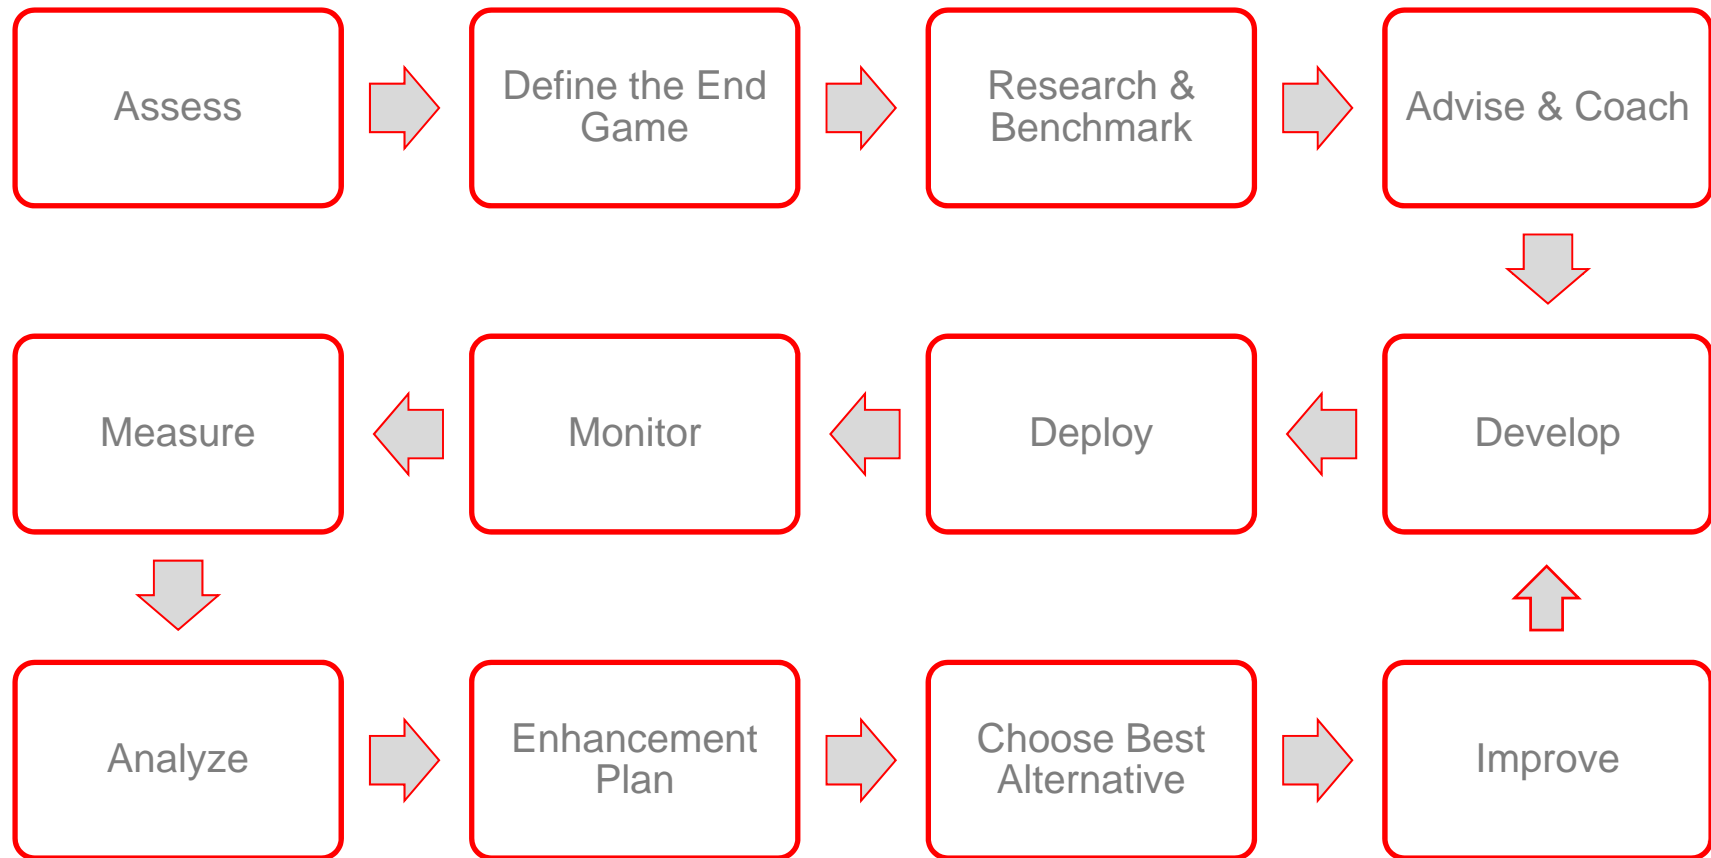 Assess
Define the End
Game
Research &
Benchmark
Advise & Coach
Measure
Monitor
Deploy
Develop
Analyze
Enhancement
Plan
Choose Best
Alternative
Improve